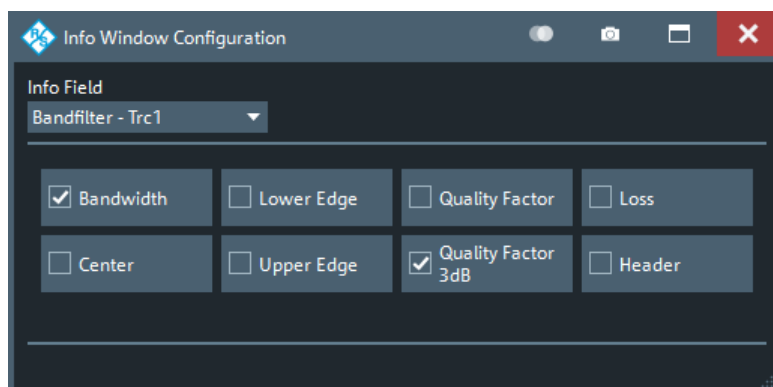 R&S
Info Window Configuration
Info Field
Bandfilter - Trc1
Bandwidth
Lower Edge
Quality Factor
Loss
Center
Upper Edge
Quality Factor
3dB
Header